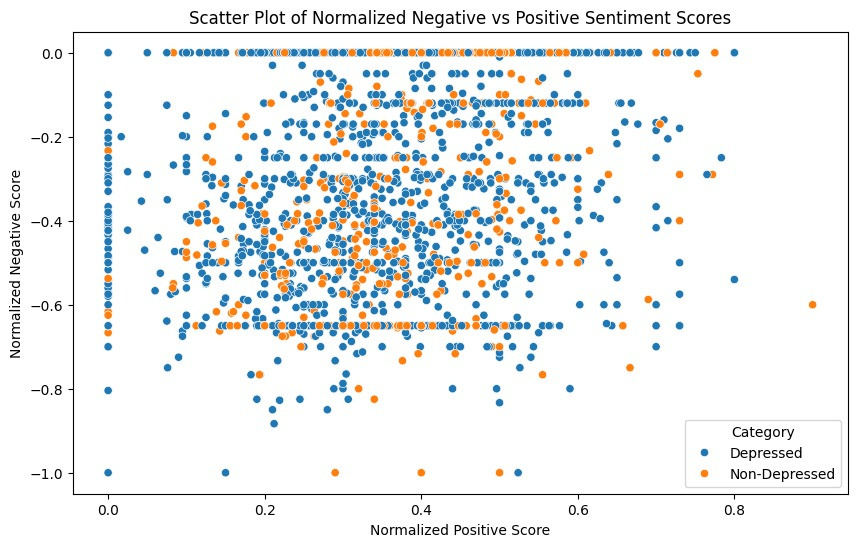 Scatter Plot of Normalized Negative vs Positive Sentiment Scores
0.0
−0.2
−0.4
−0.6
−0.8
−1.0
Normalized Negative Score
Category
Depressed
Non-Depressed
0.0 0.2 0.4 0.6 0.8
Normalized Positive Score